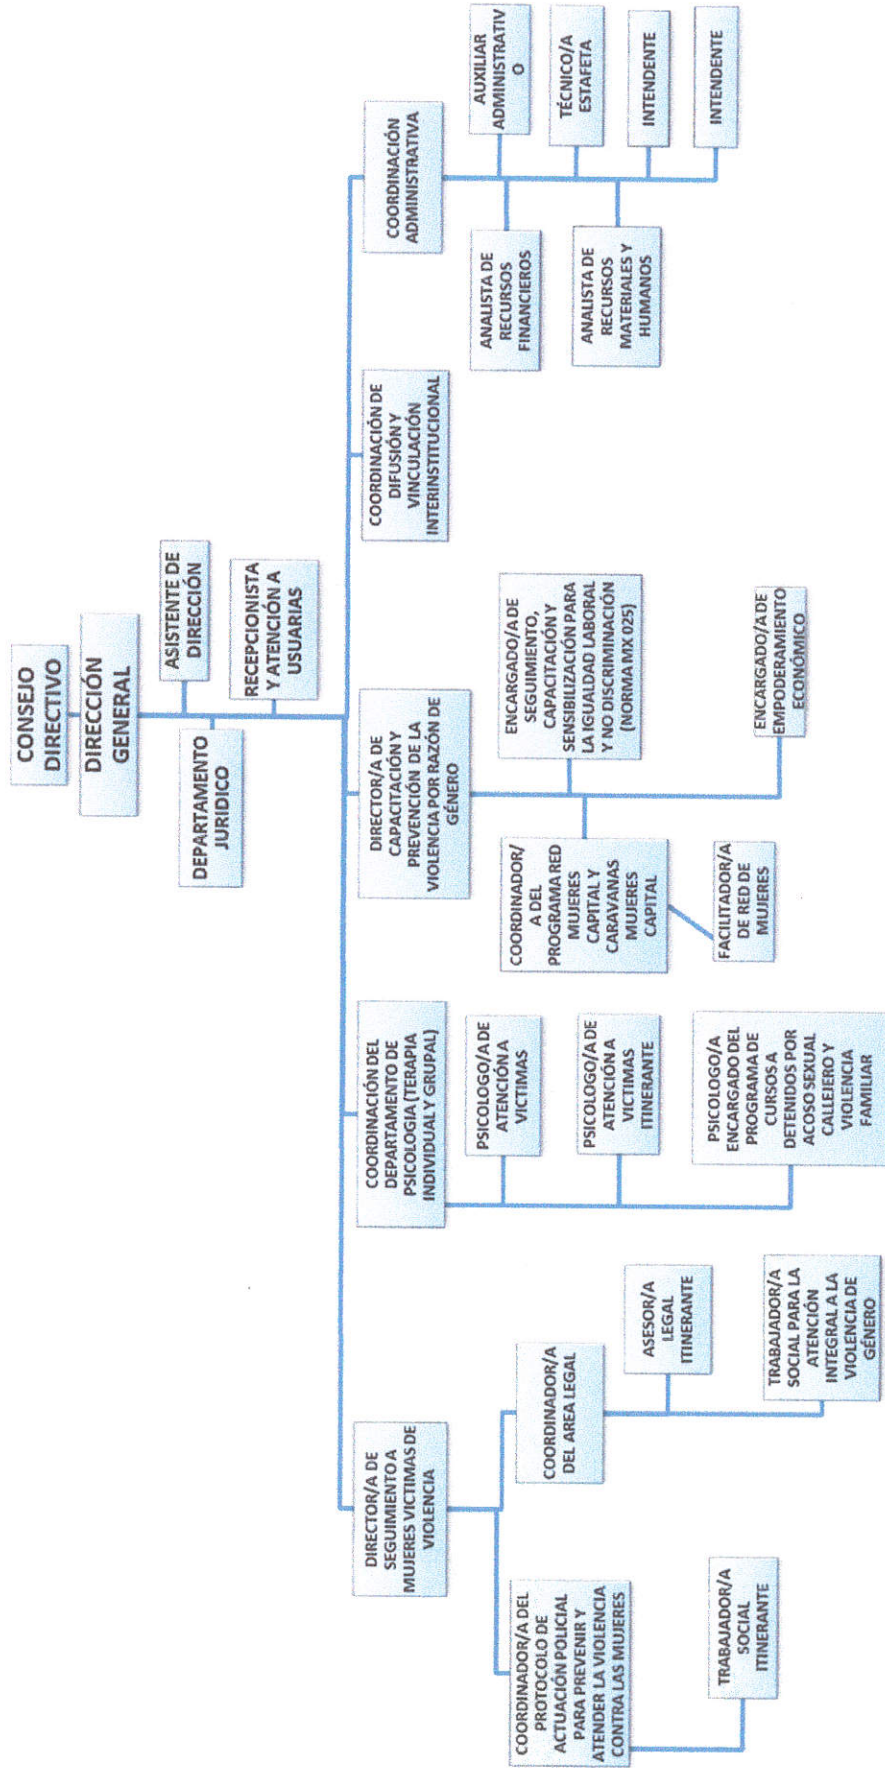 CONSEJO
DIRECTIVO
DIRECCIÓN
GENERAL
ASISTENTE DE
DIRECCIÓN
DEPARTAMENTO
JURIDICO
RECEPCIONISTA
Y ATENCIÓN A
USUARIAS
DIRECTOR/A DE
SEGUIMIENTO A
MUJERES VICTIMAS DE
VIOLENCIA
COORDINADOR/A DEL
PROTOCOLO DE
ACTUACIÓN POLICIAL
PARA PREVENIR Y
ATENDER LA VIOLENCIA
CONTRA LAS MUJERES
TRABAJADOR/A
SOCIAL
ITINERANTE
COORDINADOR/A
DEL AREA LEGAL
ASESOR/A
LEGAL
ITINERANTE
TRABAJADOR/A
SOCIAL PARA LA
ATENCIÓN
INTEGRAL A LA
VIOLENCIA DE
GÉNERO
COORDINACIÓN DEL
DEPARTAMENTO DE
PSICOLOGIA (TERAPIA
INDIVIDUAL Y GRUPAL)
PSICOLOGO/A DE
ATENCIÓN A
VICTIMAS
PSICOLOGO/A DE
ATENCIÓN A
VICTIMAS
ITINERANTE
PSICOLOGO/A
ENCARGADO DEL
PROGRAMA DE
CURSOS A
DETENIDOS POR
ACOSO SEXUAL
CALLEJERO Y
VIOLENCIA
FAMILIAR
DIRECTOR/A DE
CAPACITACIÓN Y
PREVENCIÓN DE LA
VIOLENCIA POR RAZÓN DE
GÉNERO
COORDINADOR/
A DEL
PROGRAMA RED
MUJERES
CAPITAL Y
CARAVANAS
MUJERES
CAPITAL
FACILITADOR/A
DE RED DE
MUJERES
ENCARGADO/A DE
SEGUIMIENTO,
CAPACITACIÓN Y
SENSIBILIZACIÓN PARA
LA IGUALDAD LABORAL
Y NO DISCRIMINACIÓN
(NORMA MX 025)
ENCARGADO/A DE
EMPODERAMIENTO
ECONÓMICO
COORDINACIÓN DE
DIFUSIÓN Y
VINCULACIÓN
INTERINSTITUCIONAL
COORDINACIÓN
ADMINISTRATIVA
ANALISTA DE
RECURSOS
FINANCIEROS
AUXILIAR
ADMINISTRATIV
O
ANALISTA DE
RECURSOS
MATERIALES Y
HUMANOS
TÉCNICO/A
ESTAFETA
INTENDENTE
INTENDENTE